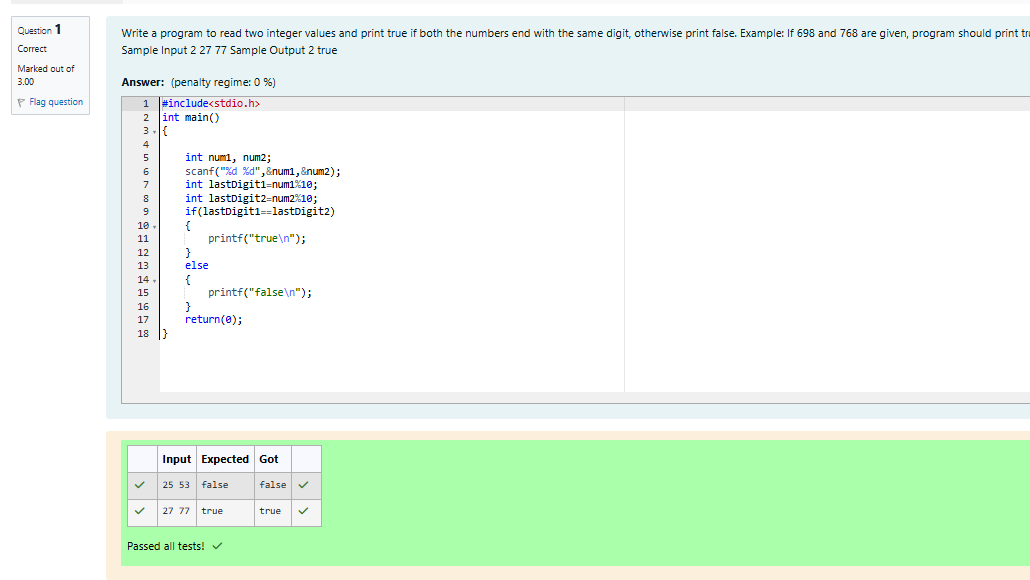 Question 1
Correct
Marked out of
3.00
Flag question
Write a program to read two integer values and print true if both the numbers end with the same digit, otherwise print false. Example: If 698 and 768 are given, program should print
Sample Input 2 27 77 Sample Output 2 true
Answer: (penalty regime: 0 %)
1 #include<stdio.h>
2 int main()
3 {
4
5 int num1, num2;
6 scanf("%d %d",&num1,&num2);
7 int lastDigit1=num1%10;
8 int lastDigit2=num2%10;
9 if(lastDigit1==lastDigit2)
10 {
11 printf("true\n");
12 }
13 else
14 {
15 printf("false\n");
16 }
17 return(0);
18 }
Input Expected Got
25 53 false false
27 77 true true
Passed all tests!